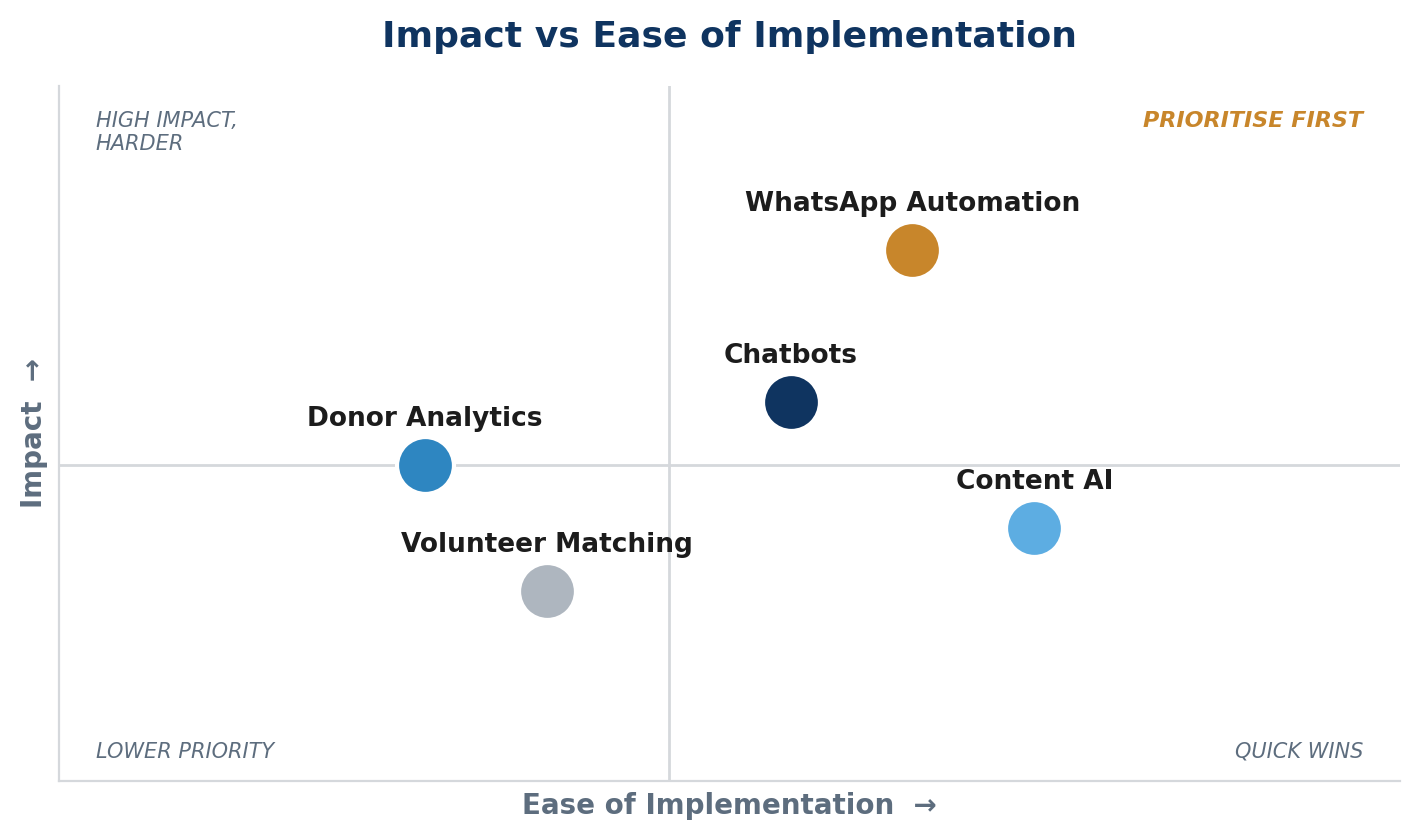 Impact vs Ease of Implementation
HIGH IMPACT,
HARDER
PRIORITISE FIRST
WhatsApp Automation
Chatbots
Donor Analytics
Content AI
Volunteer Matching
Impact →
LOWER PRIORITY
QUICK WINS
Ease of Implementation →